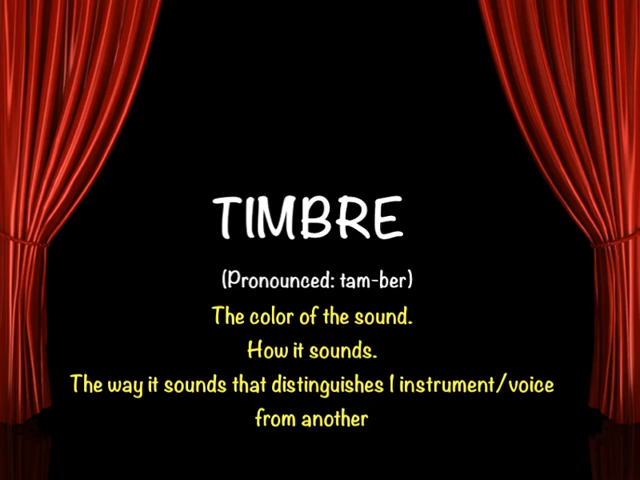 TIMBRE
(Pronounced: tam-ber)
The color of the sound.
How it sounds.
The way it sounds that distinguishes 1 instrument/voice
from another